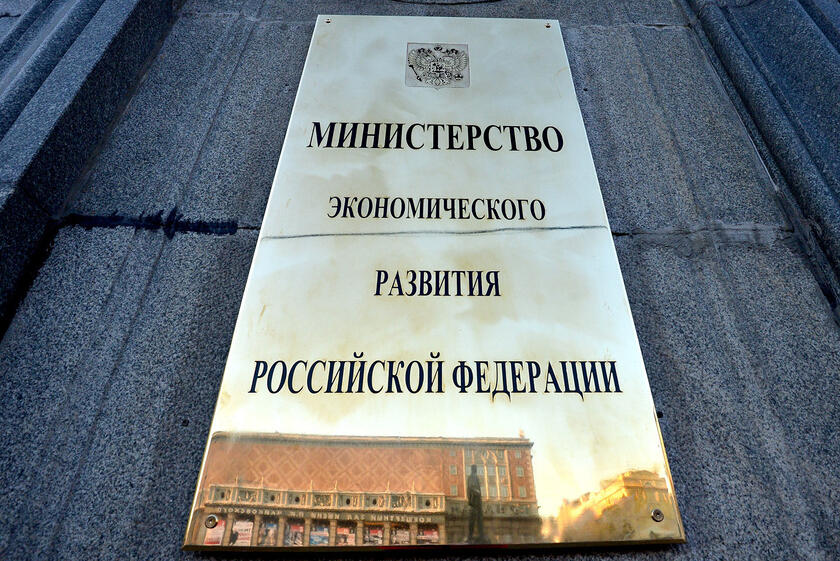 МИНИСТЕРСТВО
ЭКОНОМИЧЕСКОГО
РАЗВИТИЯ
РОССИЙСКОЙ ФЕДЕРАЦИИ